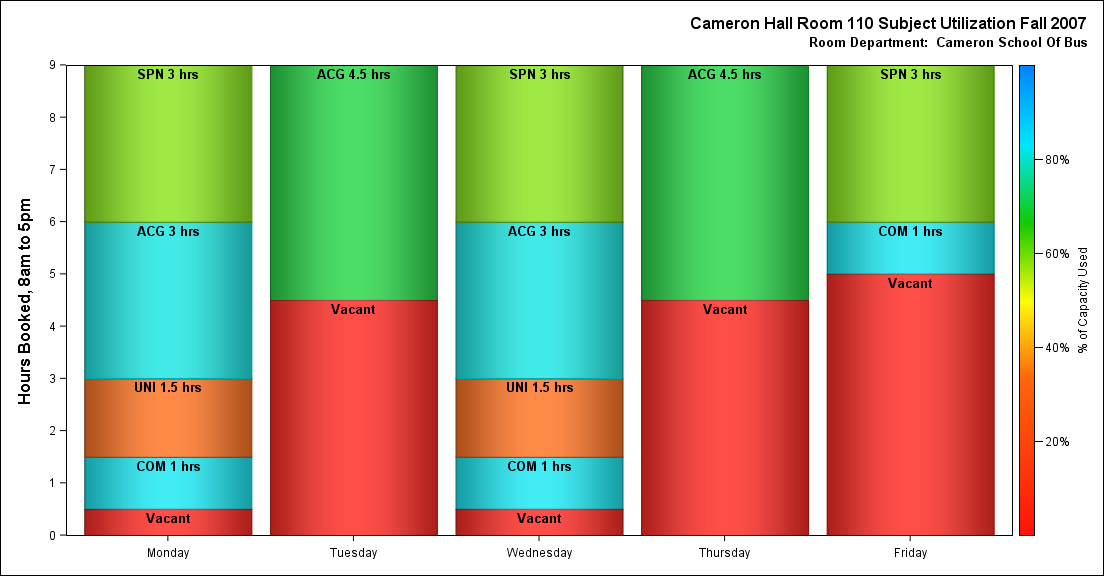 Cameron Hall Room 110 Subject Utilization Fall 2007
Room Department:  Cameron School Of Bus
Hours Booked, 8am to 5pm
9
8
7
6
5
4
3
2
1
0
SPN 3 hrs
ACG 3 hrs
UNI 1.5 hrs
COM 1 hrs
Vacant
ACG 4.5 hrs
Vacant
SPN 3 hrs
ACG 3 hrs
UNI 1.5 hrs
COM 1 hrs
Vacant
ACG 4.5 hrs
Vacant
SPN 3 hrs
COM 1 hrs
Vacant
Monday
Tuesday
Wednesday
Thursday
Friday
80%
60%
40%
20%
% of Capacity Used